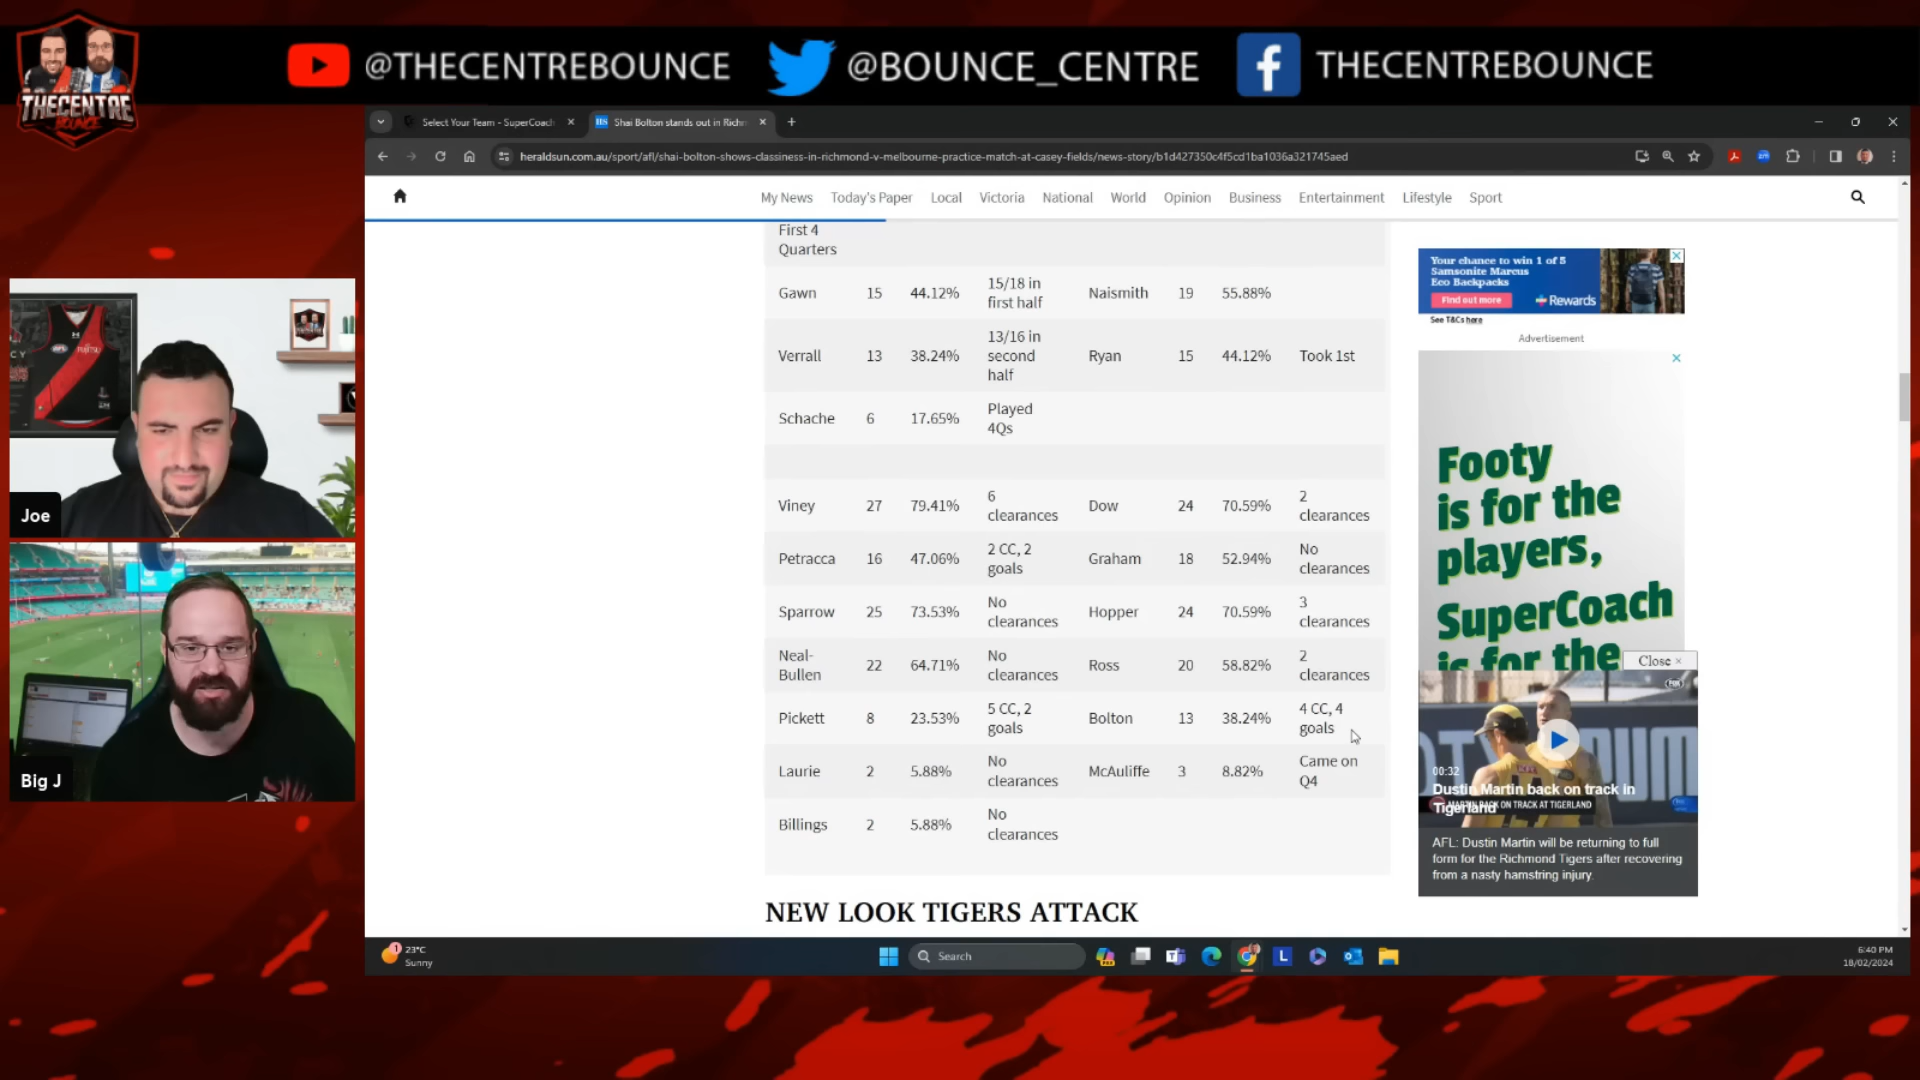 THECENTRE
BOUNCE
@THECENTREBOUNCE
@BOUNCE_CENTRE
THECENTREBOUNCE
Select Your Team - SuperCoach
Shai Bolton stands out in Richm
heraldsun.com.au/sport/afl/shai-bolton-shows-classiness-in-richmond-v-melbourne-practice-match-at-casey-fields/news-story/b1d427350c4f5cd1ba1036a321745aed
My News Today's Paper Local Victoria National World Opinion Business Entertainment Lifestyle Sport
First 4
Quarters
Gawn 15 44.12% 15/18 in first half Naismith 19 55.88%
Verrall 13 38.24% 13/16 in second half Ryan 15 44.12% Took 1st
Schache 6 17.65% Played 4Qs
Viney 27 79.41% 6 clearances Dow 24 70.59% 2 clearances
Petracca 16 47.06% 2 CC, 2 goals Graham 18 52.94% No clearances
Sparrow 25 73.53% No clearances Hopper 24 70.59% 3 clearances
Neal-Bullen 22 64.71% No clearances Ross 20 58.82% 2 clearances
Pickett 8 23.53% 5 CC, 2 goals Bolton 13 38.24% 4 CC, 4 goals
Laurie 2 5.88% No clearances McAuliffe 3 8.82% Came on Q4
Billings 2 5.88% No clearances
NEW LOOK TIGERS ATTACK
Your chance to win 1 of 5
Samsonite Marcus
Eco Backpacks
Find out more
Rewards
See T&Cs here
Advertisement
Footy
is for the
players,
SuperCoach
is for the
Close ×
00:32
Dustin Martin back on track in
Tigerland
MARTIN BACK ON TRACK AT TIGERLAND
AFL: Dustin Martin will be returning to full
form for the Richmond Tigers after recovering
from a nasty hamstring injury.
Joe
Big J
1
23°C
Sunny
Search
6:40 PM
18/02/2024